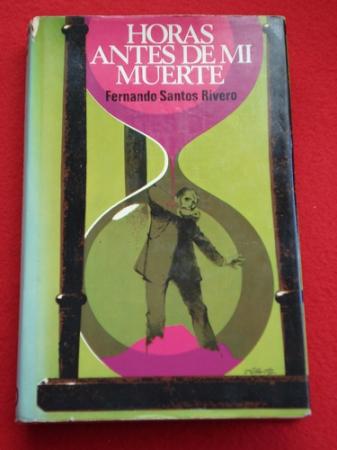 HORAS
ANTES DE MI
MUERTE
Fernando Santos Rivero